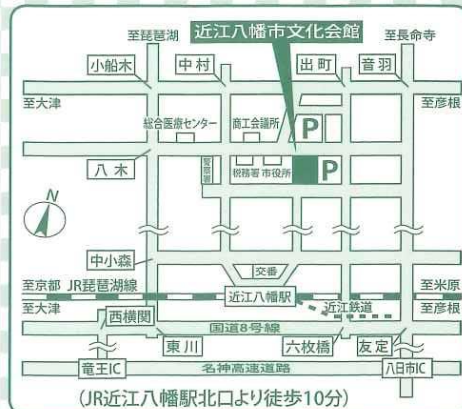 至琵琶湖
近江八幡市文化会館
至長命寺
小船木
中村
出町
音羽
至大津
至彦根
総合医療センター
商工会議所
P
八木
警察署
税務署
市役所
P
N
中小森
交番
至京都
JR琵琶湖線
近江八幡駅
至米原
至大津
近江鉄道
至彦根
西横関
国道8号線
東川
六枚橋
友定
竜王IC
名神高速道路
八日市IC
(JR近江八幡駅北口より徒歩10分)